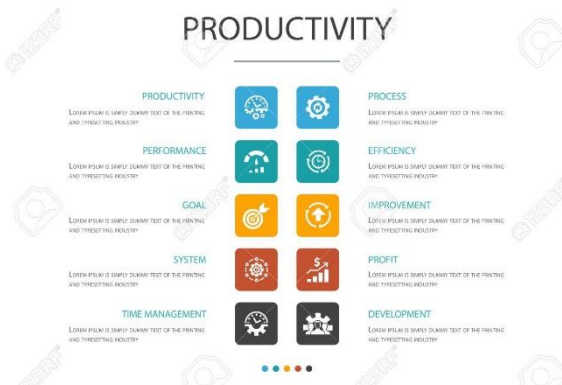 PRODUCTIVITY
PRODUCTIVITY
LOREM IPSUM IS SIMPLY DUMMY TEXT OF THE PRINTING
AND TYPESETTING INDUSTRY
PROCESS
LOREM IPSUM IS SIMPLY DUMMY TEXT OF THE PRINTING
AND TYPESETTING INDUSTRY
PERFORMANCE
LOREM IPSUM IS SIMPLY DUMMY TEXT OF THE PRINTING
AND TYPESETTING INDUSTRY
EFFICIENCY
LOREM IPSUM IS SIMPLY DUMMY TEXT OF THE PRINTING
AND TYPESETTING INDUSTRY
GOAL
LOREM IPSUM IS SIMPLY DUMMY TEXT OF THE PRINTING
AND TYPESETTING INDUSTRY
IMPROVEMENT
LOREM IPSUM IS SIMPLY DUMMY TEXT OF THE PRINTING
AND TYPESETTING INDUSTRY
SYSTEM
LOREM IPSUM IS SIMPLY DUMMY TEXT OF THE PRINTING
AND TYPESETTING INDUSTRY
$
PROFIT
LOREM IPSUM IS SIMPLY DUMMY TEXT OF THE PRINTING
AND TYPESETTING INDUSTRY
TIME MANAGEMENT
LOREM IPSUM IS SIMPLY DUMMY TEXT OF THE PRINTING
AND TYPESETTING INDUSTRY
DEVELOPMENT
LOREM IPSUM IS SIMPLY DUMMY TEXT OF THE PRINTING
AND TYPESETTING INDUSTRY